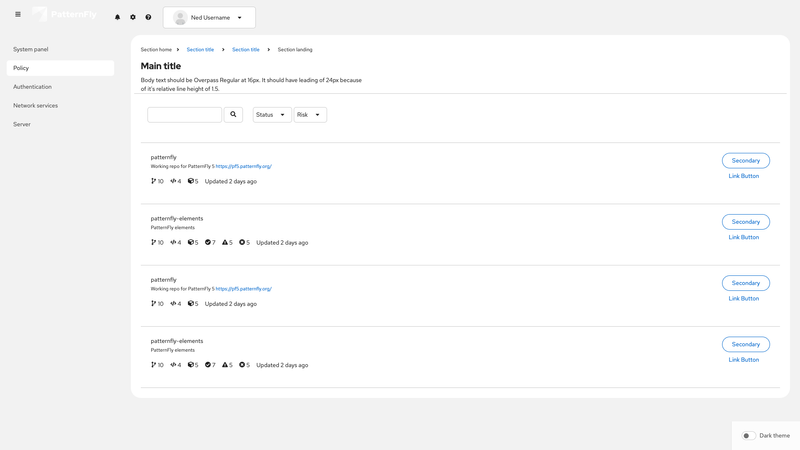 PatternFly
Ned Username
System panel
Policy
Authentication
Network services
Server
Section home Section title Section title Section landing
Main title
Body text should be Overpass Regular at 16px. It should have leading of 24px because
of it's relative line height of 1.5.
Status Risk
patternfly
Working repo for PatternFly 5 https://pf5.patternfly.org/
10 4 5 Updated 2 days ago
Secondary
Link Button
patternfly-elements
PatternFly elements
10 4 5 7 5 5 Updated 2 days ago
Secondary
Link Button
patternfly
Working repo for PatternFly 5 https://pf5.patternfly.org/
10 4 5 Updated 2 days ago
Secondary
Link Button
patternfly-elements
PatternFly elements
10 4 5 7 5 5 Updated 2 days ago
Secondary
Link Button
Dark theme